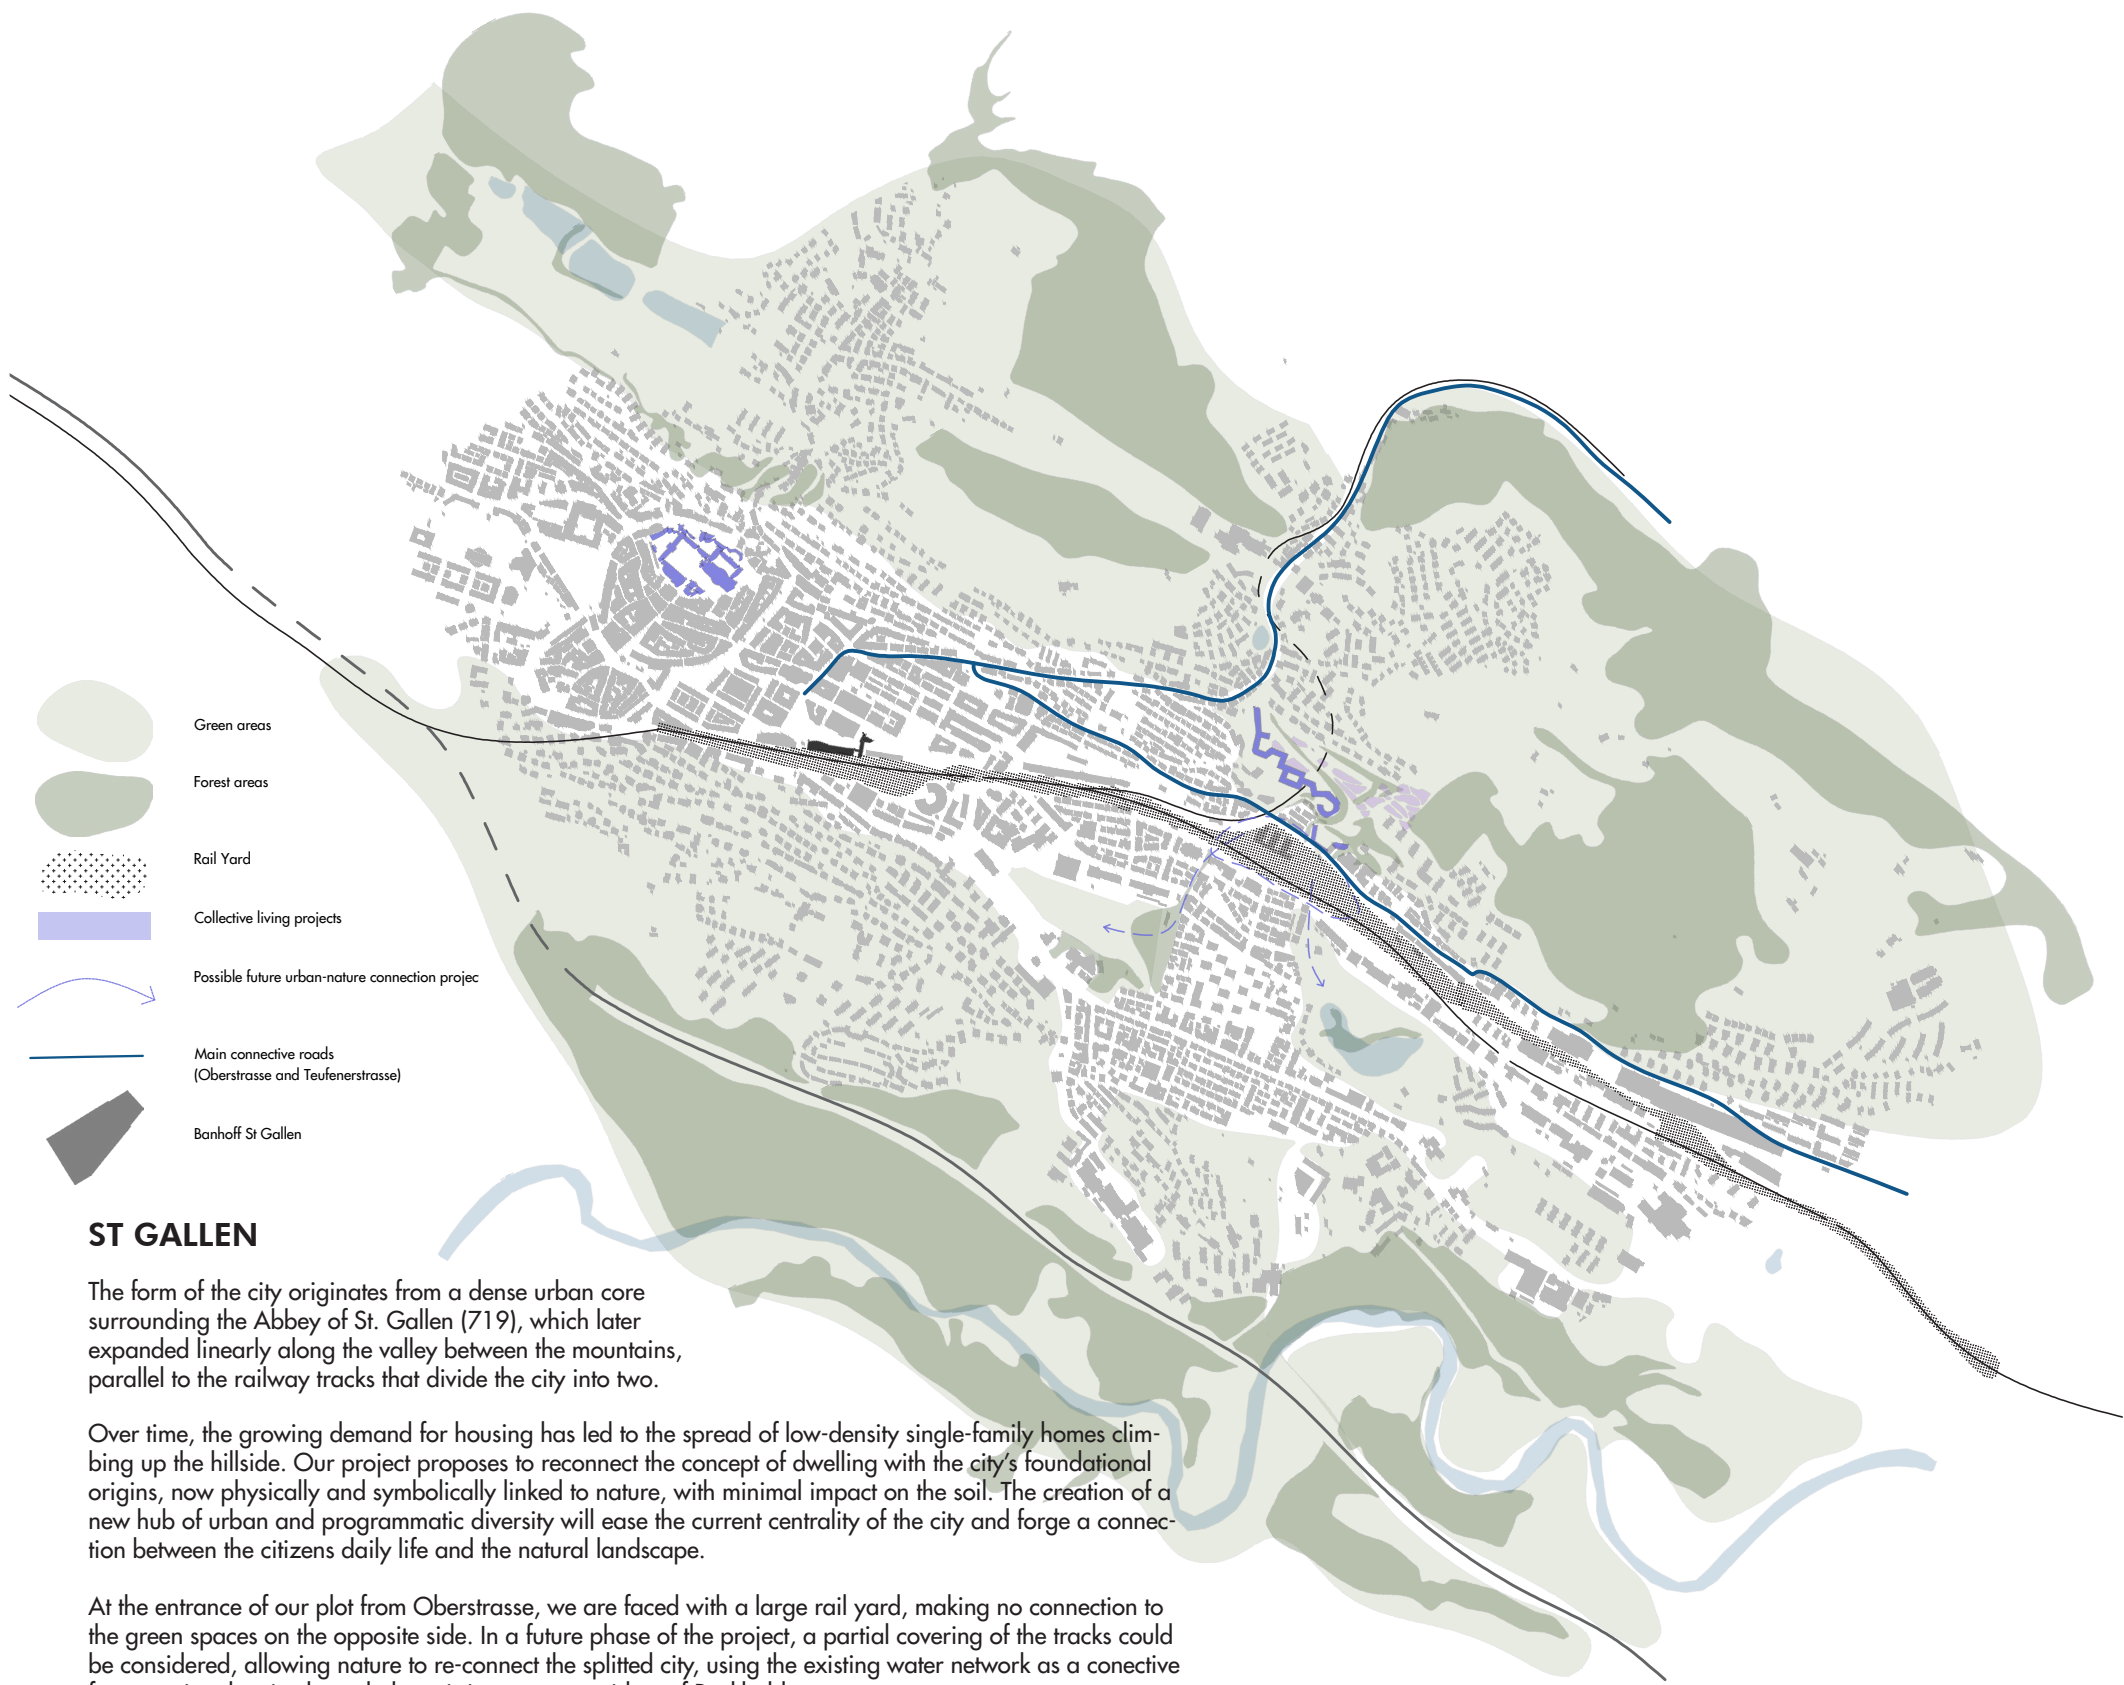 Green areas
Forest areas
Rail Yard
Collective living projects
Possible future urban-nature connection projec
Main connective roads
(Oberstrasse and Teufenerstrasse)
Banhoff St Gallen
ST GALLEN
The form of the city originates from a dense urban core
surrounding the Abbey of St. Gallen (719), which later
expanded linearly along the valley between the mountains,
parallel to the railway tracks that divide the city into two.
Over time, the growing demand for housing has led to the spread of low-density single-family homes clim-
bing up the hillside. Our project proposes to reconnect the concept of dwelling with the city's foundational
origins, now physically and symbolically linked to nature, with minimal impact on the soil. The creation of a
new hub of urban and programmatic diversity will ease the current centrality of the city and forge a connec-
tion between the citizens daily life and the natural landscape.
At the entrance of our plot from Oberstrasse, we are faced with a large rail yard, making no connection to
the green spaces on the opposite side. In a future phase of the project, a partial covering of the tracks could
be considered, allowing nature to re-connect the splitted city, using the existing water network as a conective